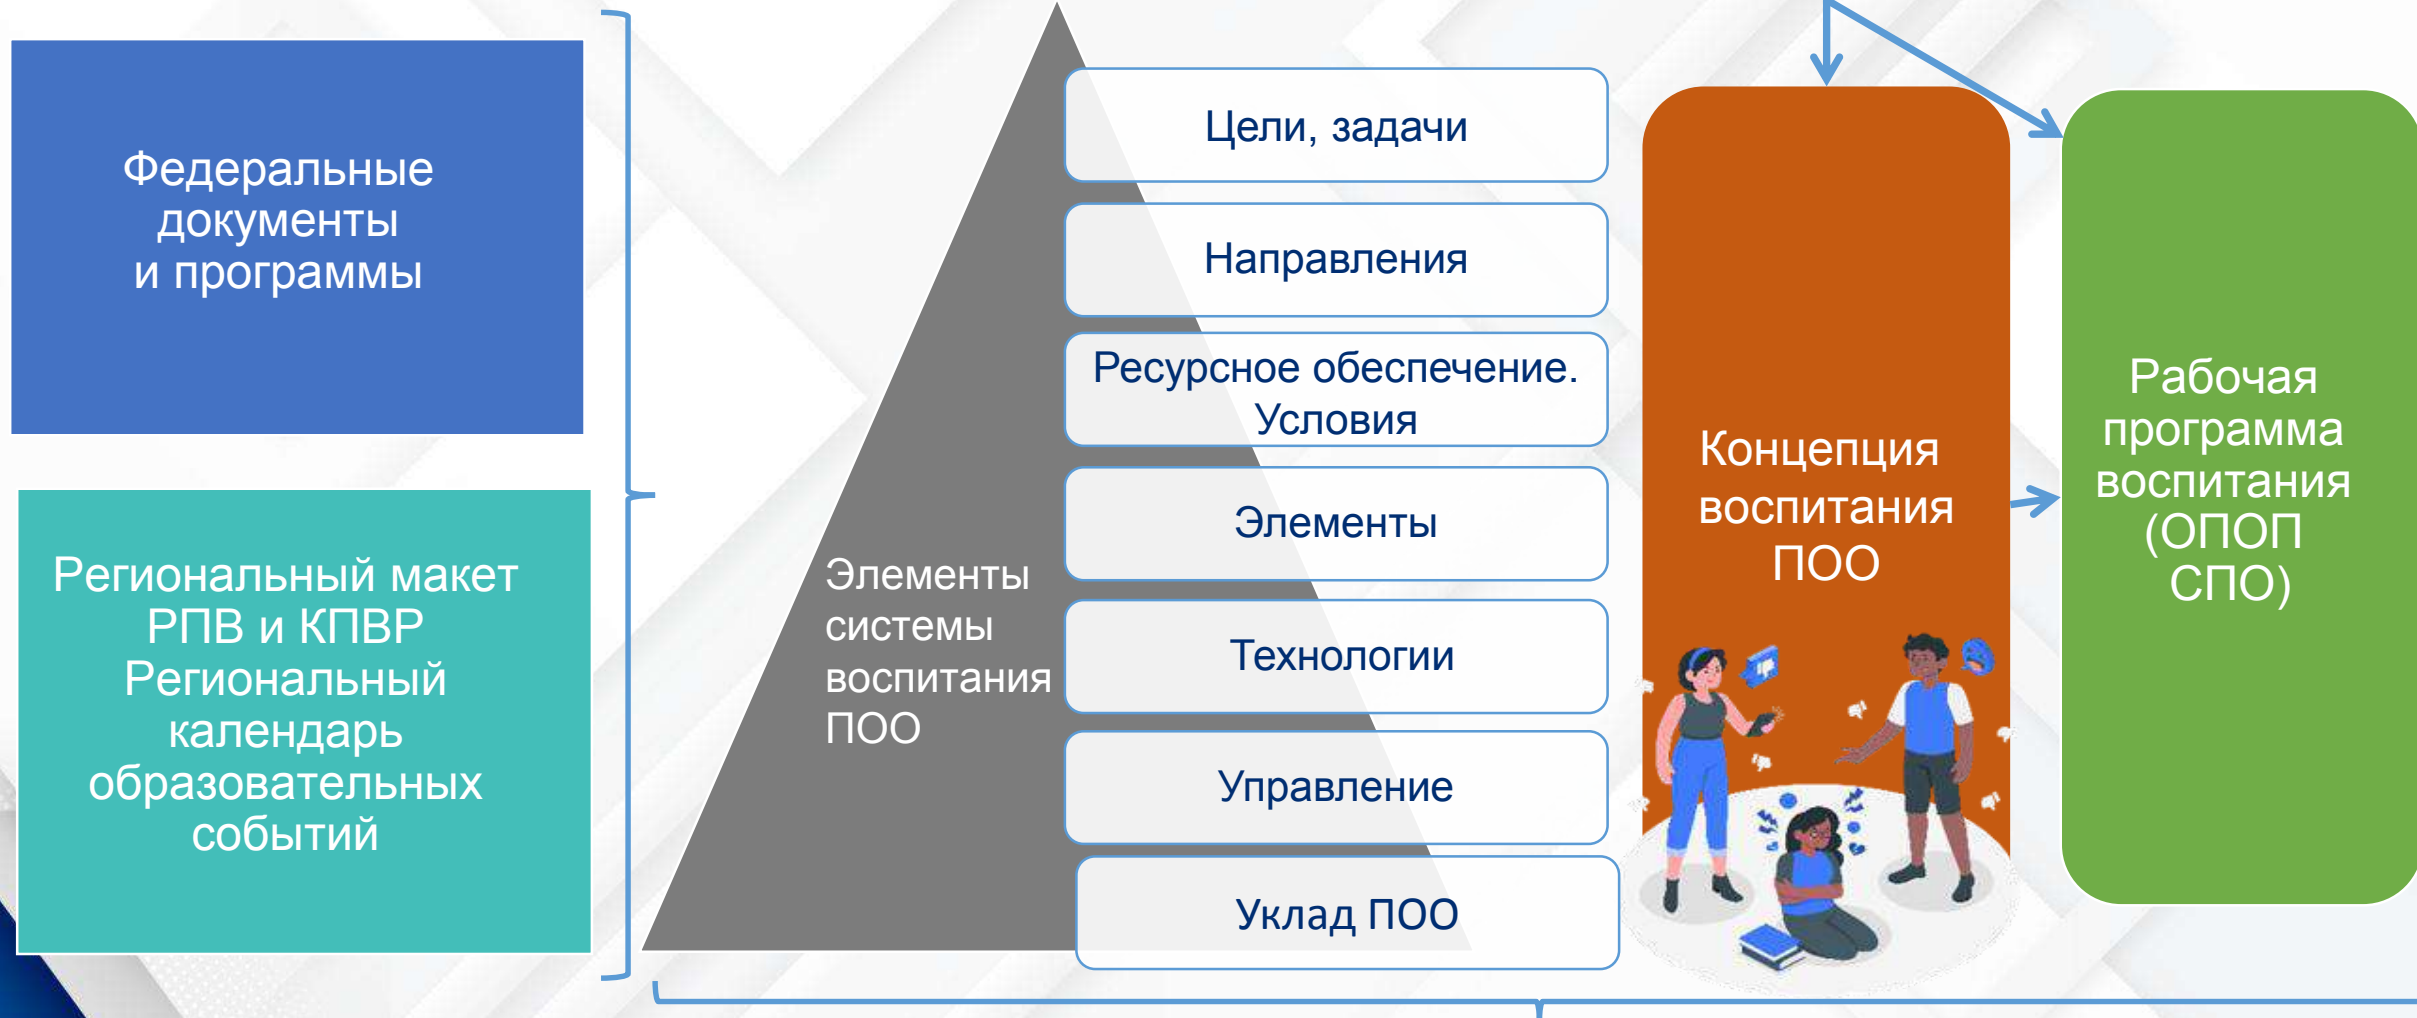 Федеральные
документы
и программы
Региональный макет
РПВ и КПВР
Региональный
календарь
образовательных
событий
Элементы
системы
воспитания
ПОО
Цели, задачи
Направления
Ресурсное обеспечение.
Условия
Элементы
Технологии
Управление
Уклад ПОО
Концепция
воспитания
ПОО
Рабочая
программа
воспитания
(ОПОП
СПО)